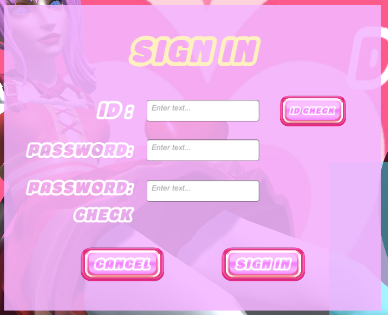 SIGN IN
ID :
Enter text...
ID CHECK
PASSWORD:
Enter text...
PASSWORD:
Enter text...
CHECK
CANCEL
SIGN IN